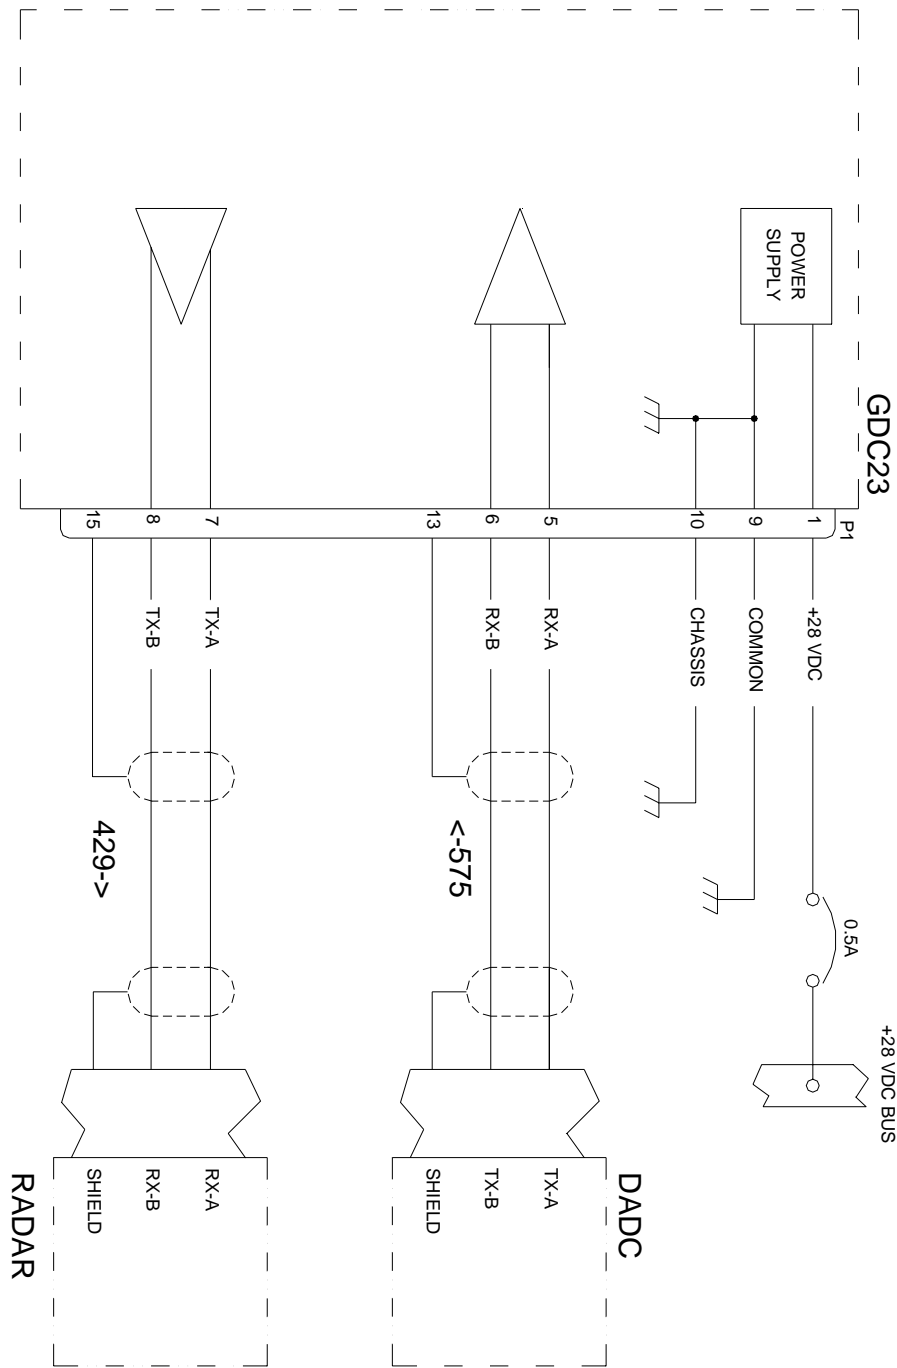 GDC23
POWER
SUPPLY
P1
1
9
10
5
6
13
7
8
15
+28 VDC
COMMON
CHASSIS
RX-A
RX-B
TX-A
TX-B
0.5A
+28 VDC BUS
<-575
429->
DADC
TX-A
TX-B
SHIELD
RADAR
RX-A
RX-B
SHIELD